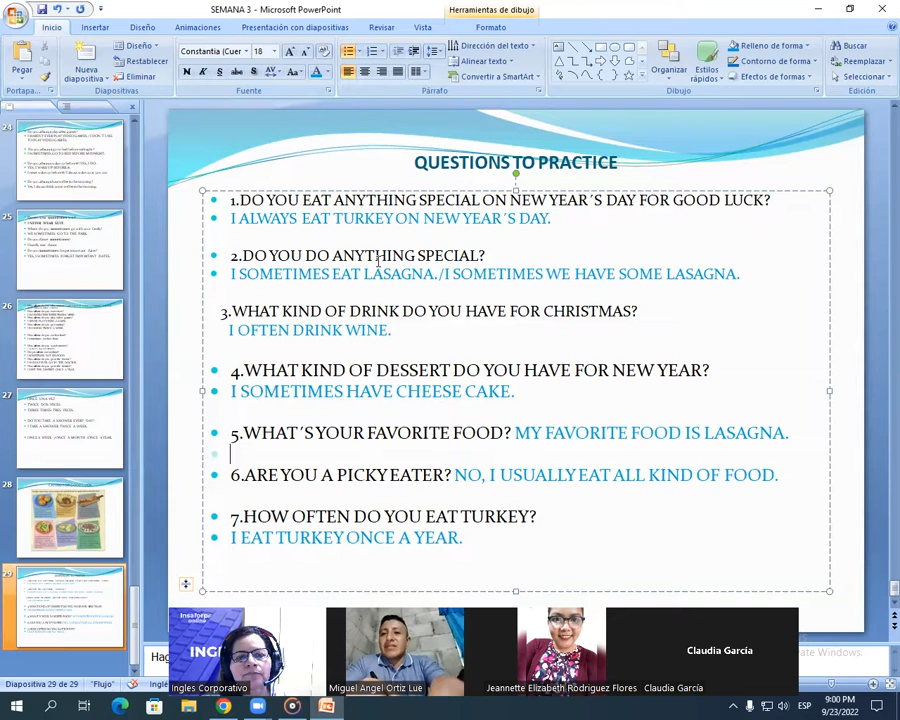 SEMANA 3 - Microsoft PowerPoint
Herramientas de dibujo
Inicio Insertar Diseño Animaciones Presentación con diapositivas Revisar Vista Formato
Pegar
Nueva diapositiva
Diseño
Restablecer
Eliminar
Constantia (Cuer 18
Dirección del texto
Alinear texto
Convertir a SmartArt
Organizar
Estilos rápidos
Relleno de forma
Contorno de forma
Efectos de formas
Buscar
Reemplazar
Seleccionar
Portapa... Diapositivas Fuente Párrafo Dibujo Edición
24
25
26
27
28
29
QUESTIONS TO PRACTICE
1.DO YOU EAT ANYTHING SPECIAL ON NEW YEAR´S DAY FOR GOOD LUCK?
I ALWAYS EAT TURKEY ON NEW YEAR´S DAY.
2.DO YOU DO ANYTHING SPECIAL?
I SOMETIMES EAT LASAGNA./I SOMETIMES WE HAVE SOME LASAGNA.
3.WHAT KIND OF DRINK DO YOU HAVE FOR CHRISTMAS?
I OFTEN DRINK WINE.
4.WHAT KIND OF DESSERT DO YOU HAVE FOR NEW YEAR?
I SOMETIMES HAVE CHEESE CAKE.
5.WHAT´S YOUR FAVORITE FOOD? MY FAVORITE FOOD IS LASAGNA.
6.ARE YOU A PICKY EATER? NO, I USUALLY EAT ALL KIND OF FOOD.
7.HOW OFTEN DO YOU EAT TURKEY?
I EAT TURKEY ONCE A YEAR.
Insaforp
online
Ingles Corporativo
Miguel Angel Ortiz Lue
Jeannette Elizabeth Rodriguez Flores
Claudia García
Claudia García
Diapositiva 29 de 29 "Flujo"
ESP
9:00 PM
9/23/2022